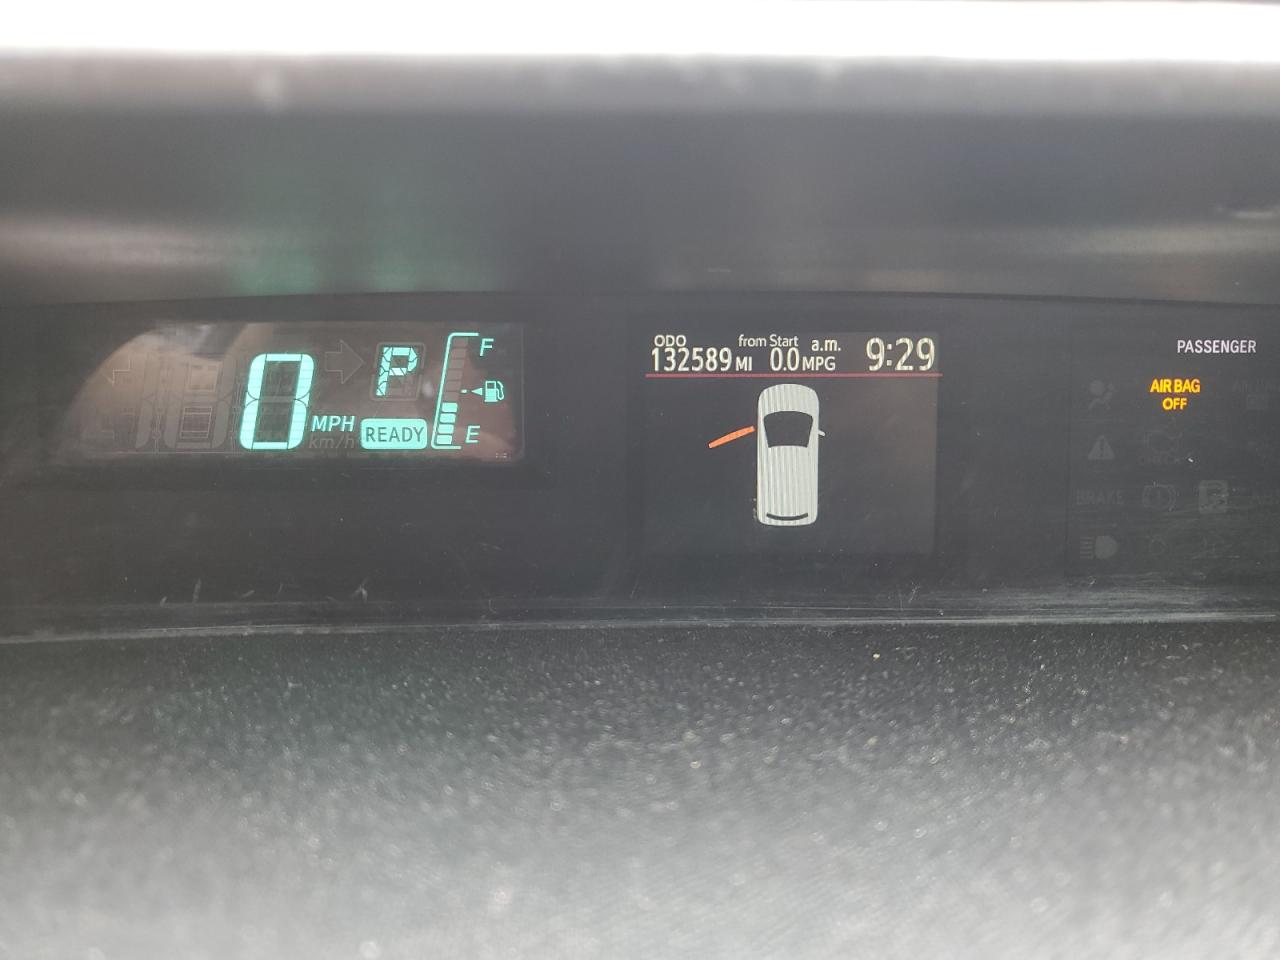 0 MPH
km/h
P
READY
F
E
ODO
132589 MI
from Start
0.0 MPG
a.m.
9:29
PASSENGER
AIR BAG
OFF
BRAKE